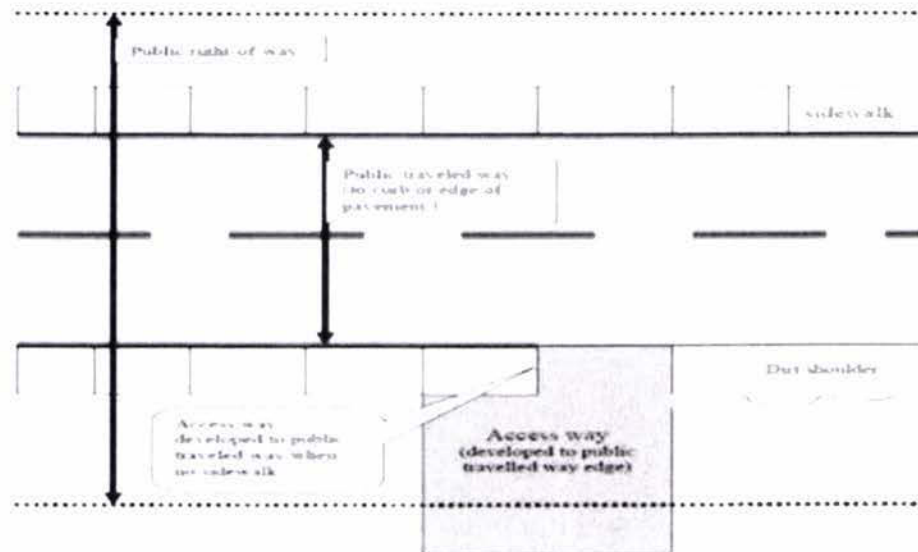 Public right of way
sidewalk
Public traveled way
(to curb or edge of
pavement)
Dirt shoulder
Access way
developed to public
traveled way when
no sidewalk
Access way
(developed to public
travelled way edge)